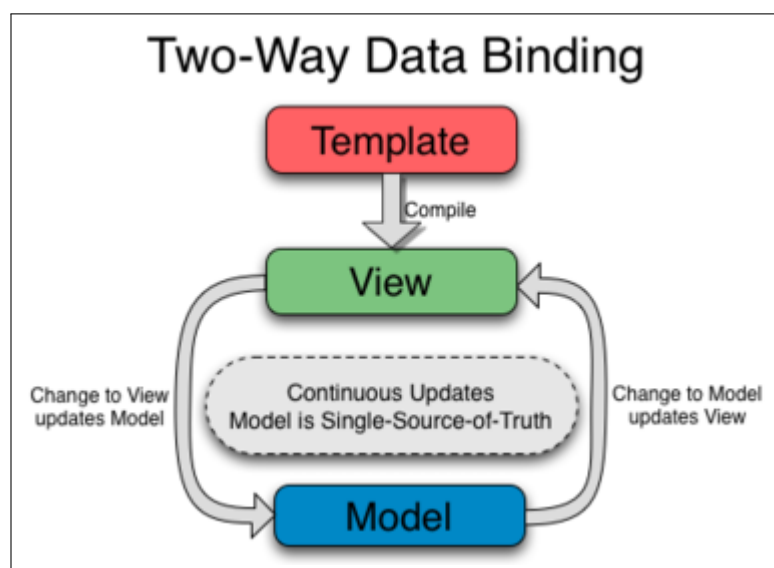 Two-Way Data Binding
Template
Compile
View
Change to View
updates Model
Continuous Updates
Model is Single-Source-of-Truth
Change to Model
updates View
Model